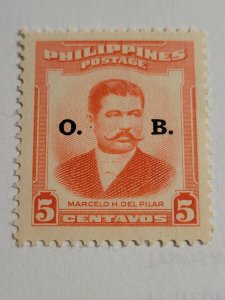 PHILIPPINES
POSTAGE
O. B.
MARCELO H. DEL PILAR
5 CENTAVOS 5